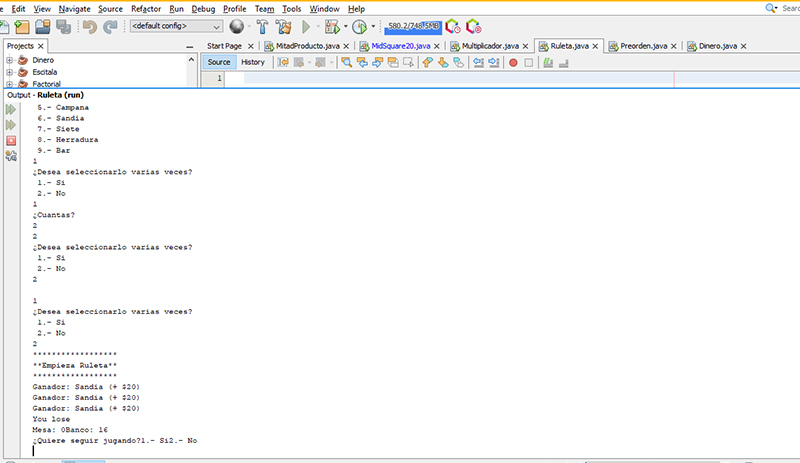 Edit View Navigate Source Refactor Run Debug Profile Team Tools Window Help
<default config> 580.2/748.5MB
Projects Start Page MitadProducto.java MidSquare20.java Multiplicador.java Ruleta.java Preorden.java Dinero.java
Dinero Source History
Escitala 1
Factorial
Output - Ruleta (run)
5.- Campana
6.- Sandia
7.- Siete
8.- Herradura
9.- Bar
1
¿Desea seleccionarlo varias veces?
1.- Si
2.- No
1
¿Cuantas?
2
2
¿Desea seleccionarlo varias veces?
1.- Si
2.- No
2
1
¿Desea seleccionarlo varias veces?
1.- Si
2.- No
2
******************
**Empieza Ruleta**
******************
Ganador: Sandia (+ $20)
Ganador: Sandia (+ $20)
Ganador: Sandia (+ $20)
You lose
Mesa: 0Banco: 16
¿Quiere seguir jugando?1.- Si2.- No